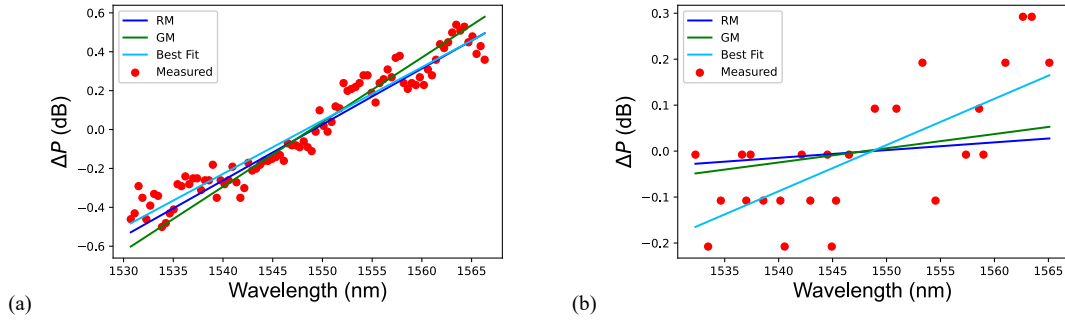 RM
GM
Best Fit
Measured
ΔP (dB)
0.6
0.4
0.2
0.0
−0.2
−0.4
−0.6
1530 1535 1540 1545 1550 1555 1560 1565
Wavelength (nm)
(a)
RM
GM
Best Fit
Measured
ΔP (dB)
0.3
0.2
0.1
0.0
−0.1
−0.2
1535 1540 1545 1550 1555 1560 1565
Wavelength (nm)
(b)